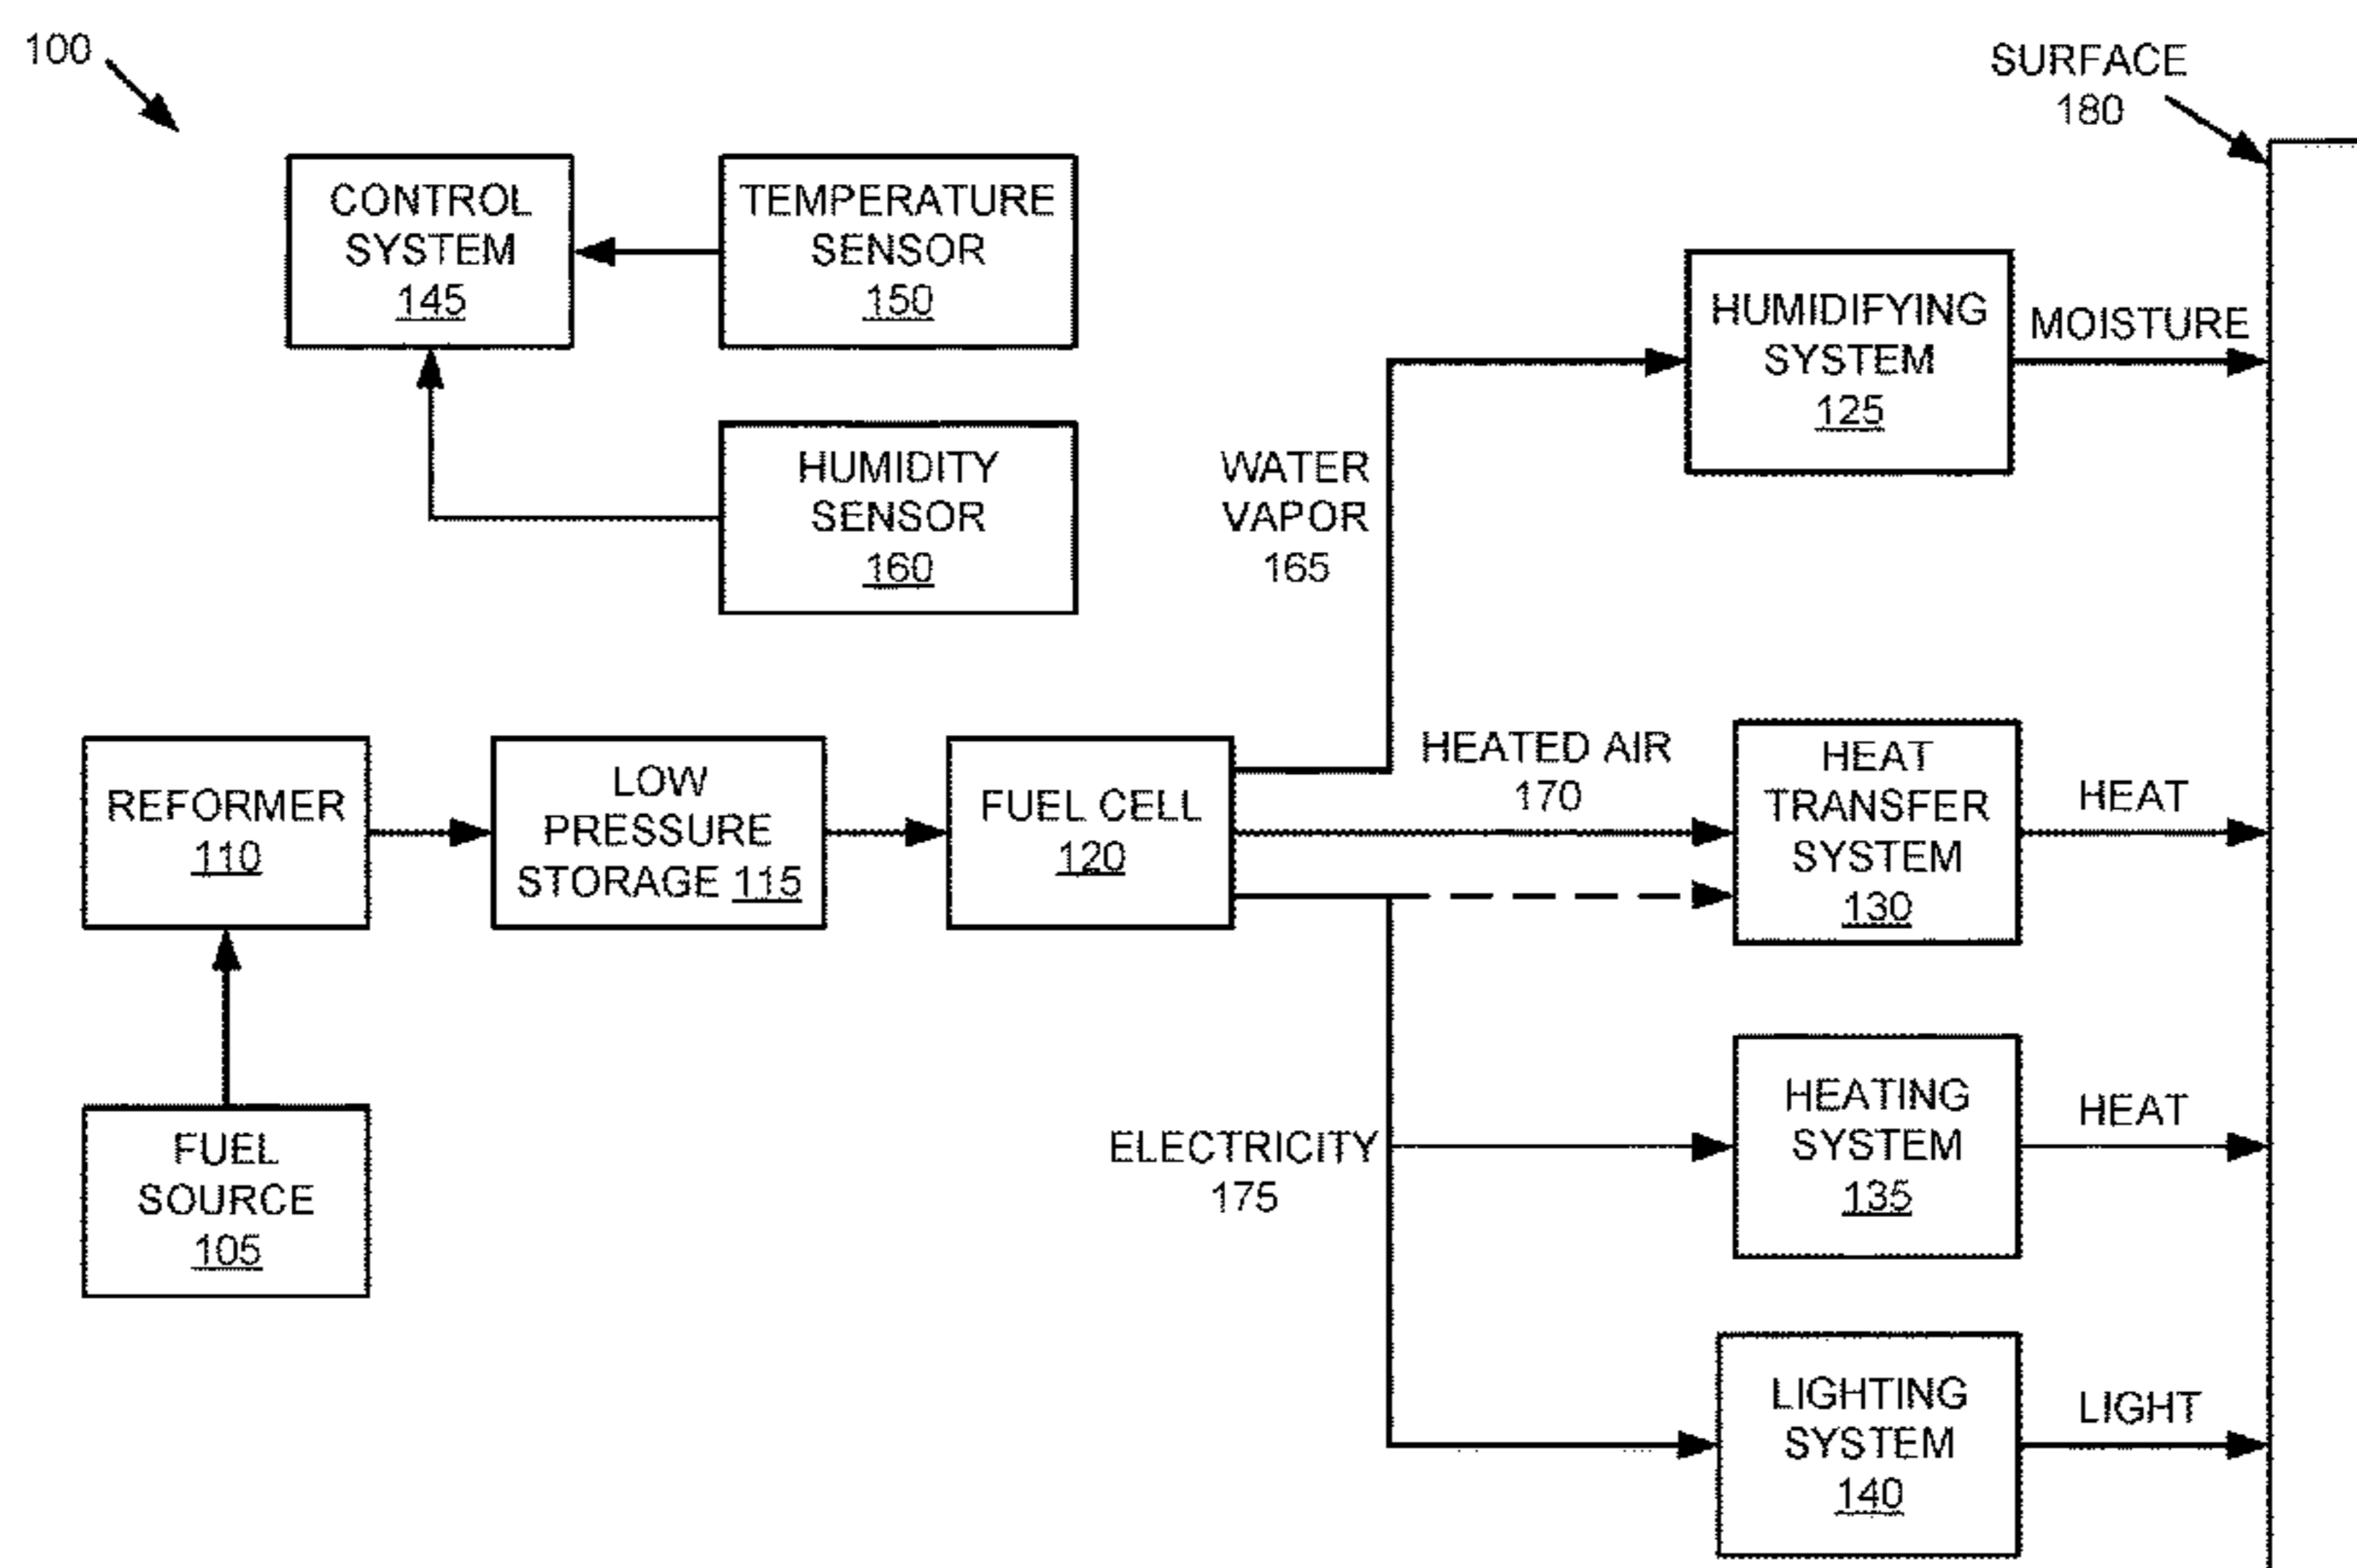 100
SURFACE
180
CONTROL
SYSTEM
145
TEMPERATURE
SENSOR
150
HUMIDITY
SENSOR
160
HUMIDIFYING
SYSTEM
125
MOISTURE
WATER
VAPOR
165
REFORMER
110
LOW
PRESSURE
STORAGE 115
FUEL CELL
120
HEATED AIR
170
HEAT
TRANSFER
SYSTEM
130
HEAT
FUEL
SOURCE
105
ELECTRICITY
175
HEATING
SYSTEM
135
HEAT
LIGHTING
SYSTEM
140
LIGHT